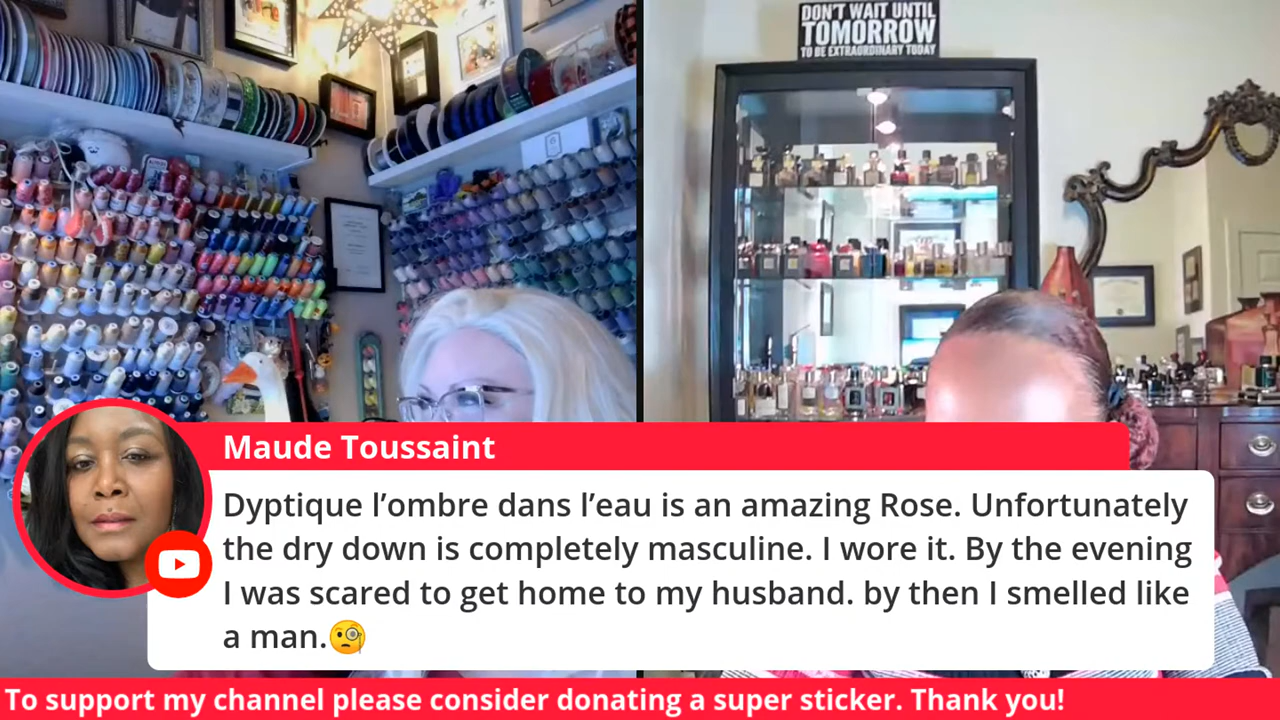 DON'T WAIT UNTIL
TOMORROW
TO BE EXTRAORDINARY TODAY
Maude Toussaint
Dyptique l’ombre dans l’eau is an amazing Rose. Unfortunately
the dry down is completely masculine. I wore it. By the evening
I was scared to get home to my husband. by then I smelled like
a man.🧐
To support my channel please consider donating a super sticker. Thank you!